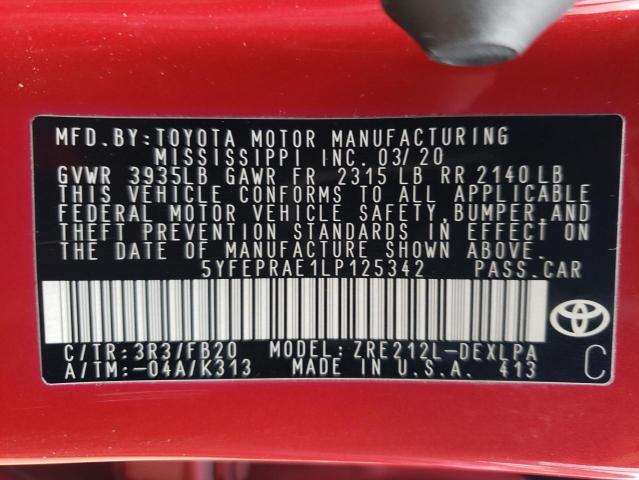 MFD. BY: TOYOTA MOTOR MANUFACTURING
MISSISSIPPI INC. 03/20
GVWR 3935LB GAWR FR 2315 LB RR 2140 LB
THIS VEHICLE CONFORMS TO ALL APPLICABLE
FEDERAL MOTOR VEHICLE SAFETY, BUMPER, AND
THEFT PREVENTION STANDARDS IN EFFECT ON
THE DATE OF MANUFACTURE SHOWN ABOVE.
5YFEPRAE1LP125342 PASS.CAR
C/TR: 3R3/FB20 MODEL: ZRE212L-DEXLPA
A/TM: -04A/K313 MADE IN U.S.A. 413 C